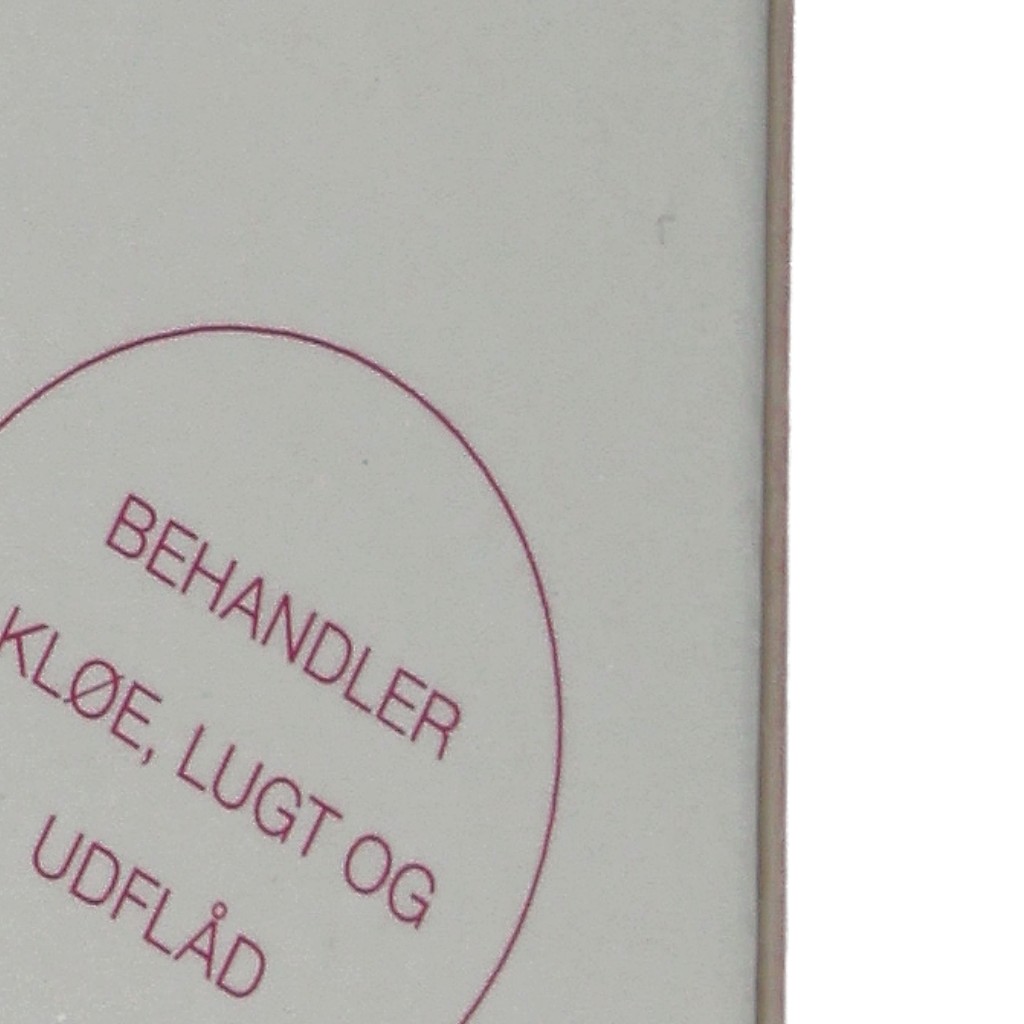 BEHANDLER
KLØE, LUGT OG
UDFLÅD